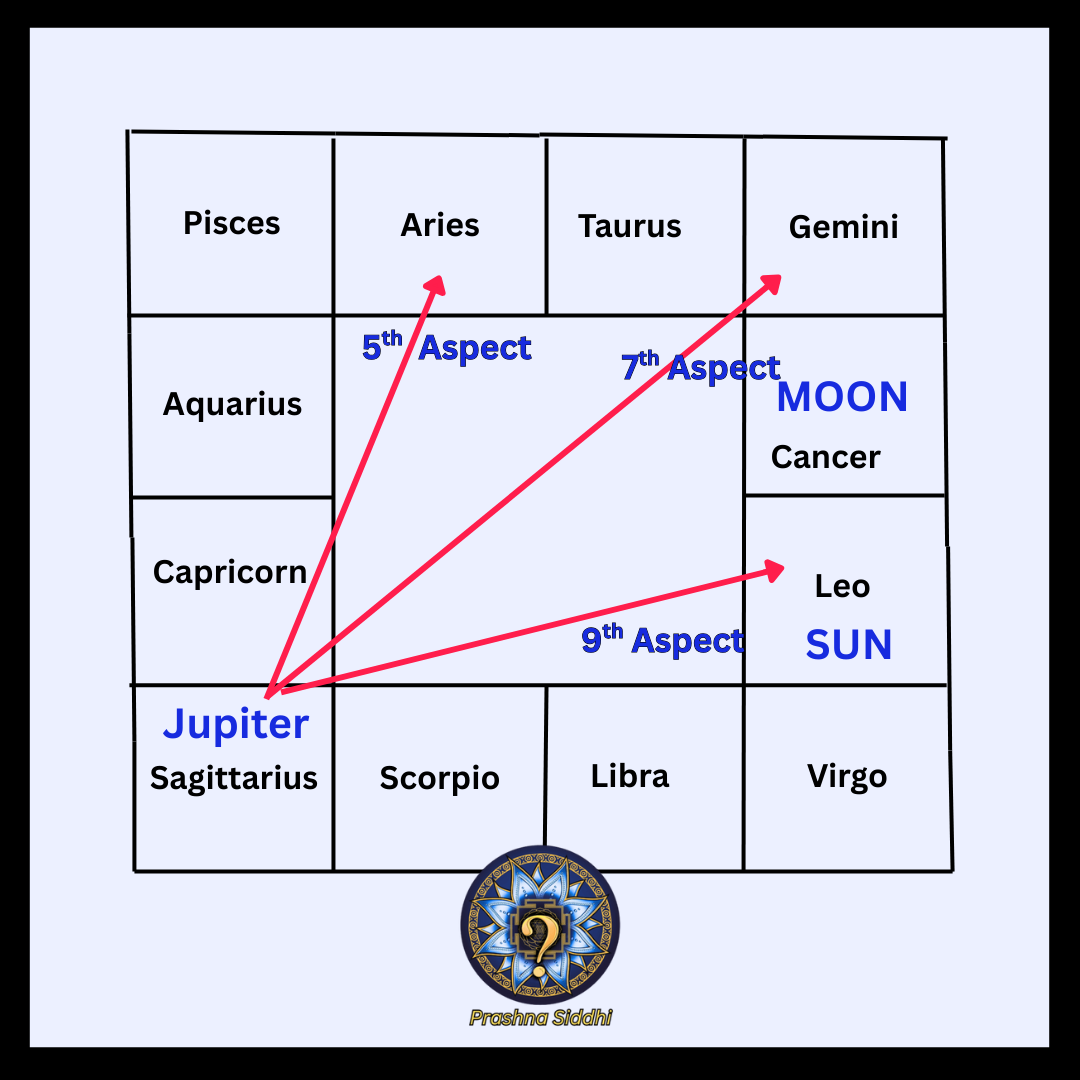 Pisces
Aries
Taurus
Gemini
5th Aspect
7th Aspect
Aquarius
MOON
Cancer
Capricorn
Leo
9th Aspect
SUN
Jupiter
Sagittarius
Scorpio
Libra
Virgo
?
Prashna Siddhi